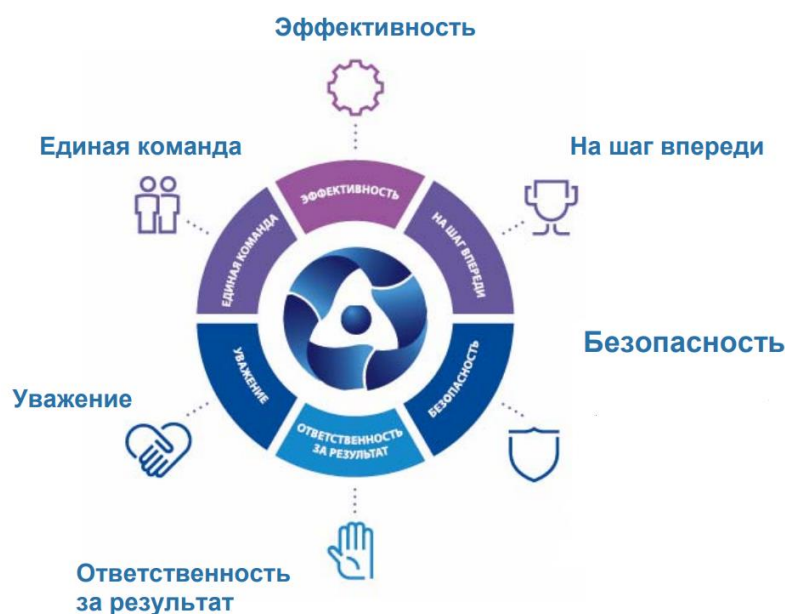 Эффективность
Единая команда
На шаг впереди
ЭФФЕКТИВНОСТЬ
ЕДИНАЯ КОМАНДА
НА ШАГ ВПЕРЕДИ
Безопасность
УВАЖЕНИЕ
БЕЗОПАСНОСТЬ
Уважение
ОТВЕТСТВЕННОСТЬ
ЗА РЕЗУЛЬТАТ
Ответственность
за результат